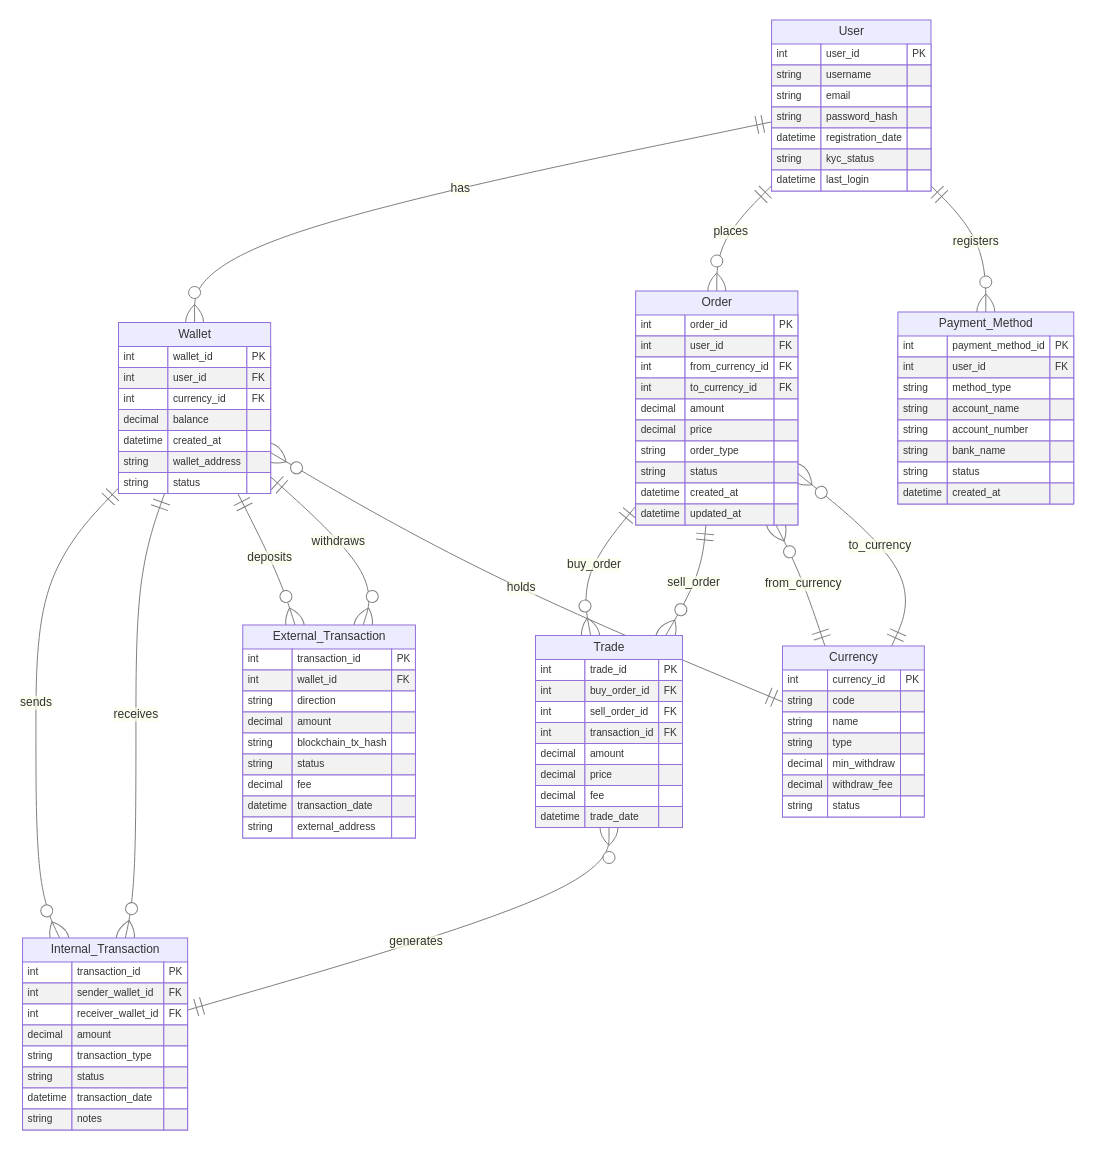 User
int user_id PK
string username
string email
string password_hash
datetime registration_date
string kyc_status
datetime last_login
has
places
registers
Wallet
int wallet_id PK
int user_id FK
int currency_id FK
decimal balance
datetime created_at
string wallet_address
string status
Order
int order_id PK
int user_id FK
int from_currency_id FK
int to_currency_id FK
decimal amount
decimal price
string order_type
string status
datetime created_at
datetime updated_at
Payment_Method
int payment_method_id PK
int user_id FK
string method_type
string account_name
string account_number
string bank_name
string status
datetime created_at
deposits
withdraws
holds
buy_order
sell_order
from_currency
to_currency
sends
receives
External_Transaction
int transaction_id PK
int wallet_id FK
string direction
decimal amount
string blockchain_tx_hash
string status
decimal fee
datetime transaction_date
string external_address
Trade
int trade_id PK
int buy_order_id FK
int sell_order_id FK
int transaction_id FK
decimal amount
decimal price
decimal fee
datetime trade_date
Currency
int currency_id PK
string code
string name
string type
decimal min_withdraw
decimal withdraw_fee
string status
generates
Internal_Transaction
int transaction_id PK
int sender_wallet_id FK
int receiver_wallet_id FK
decimal amount
string transaction_type
string status
datetime transaction_date
string notes